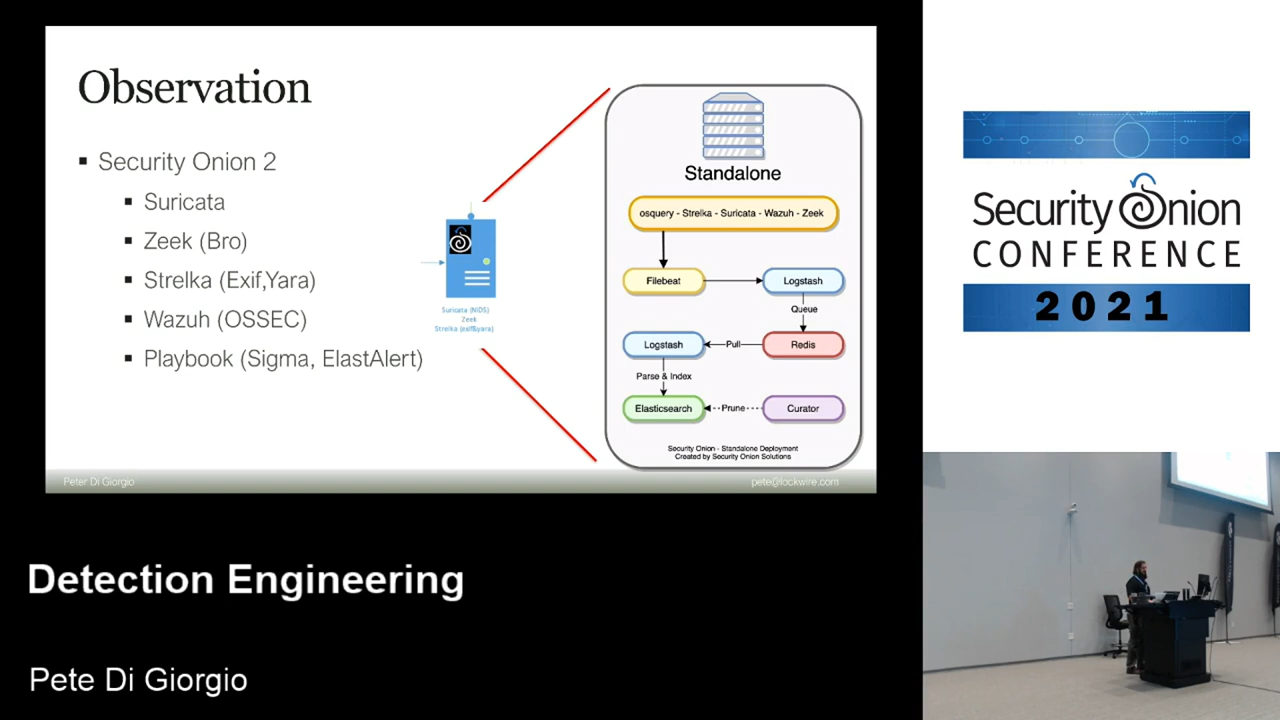 Observation
Security Onion 2
Suricata
Zeek (Bro)
Strelka (Exif,Yara)
Wazuh (OSSEC)
Playbook (Sigma, ElastAlert)
Suricata (NIDS)
Zeek
Strelka (exif&yara)
Standalone
osquery - Strelka - Suricata - Wazuh - Zeek
Filebeat
Logstash
Queue
Logstash
Pull
Redis
Parse & Index
Elasticsearch
Prune
Curator
Security Onion - Standalone Deployment
Created by Security Onion Solutions
Peter Di Giorgio
pete@lockwire.com
Security Onion
CONFERENCE
2021
Detection Engineering
Pete Di Giorgio